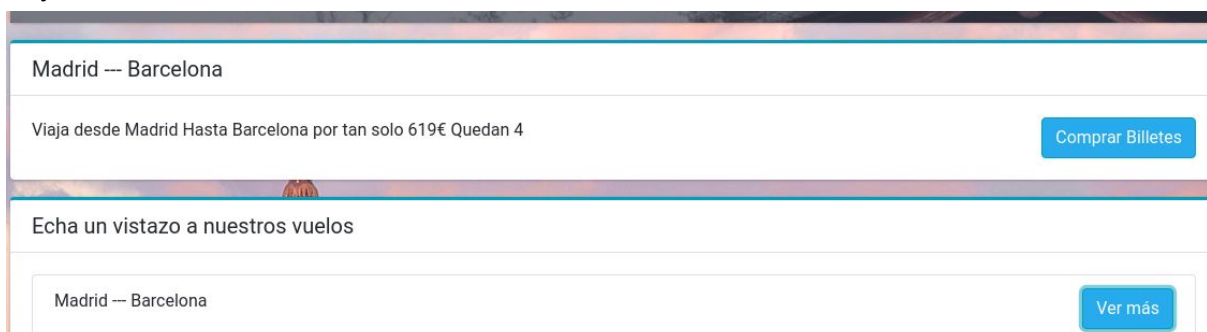 Madrid --- Barcelona
Viaja desde Madrid Hasta Barcelona por tan solo 619€ Quedan 4
Comprar Billetes
Echa un vistazo a nuestros vuelos
Madrid --- Barcelona
Ver más